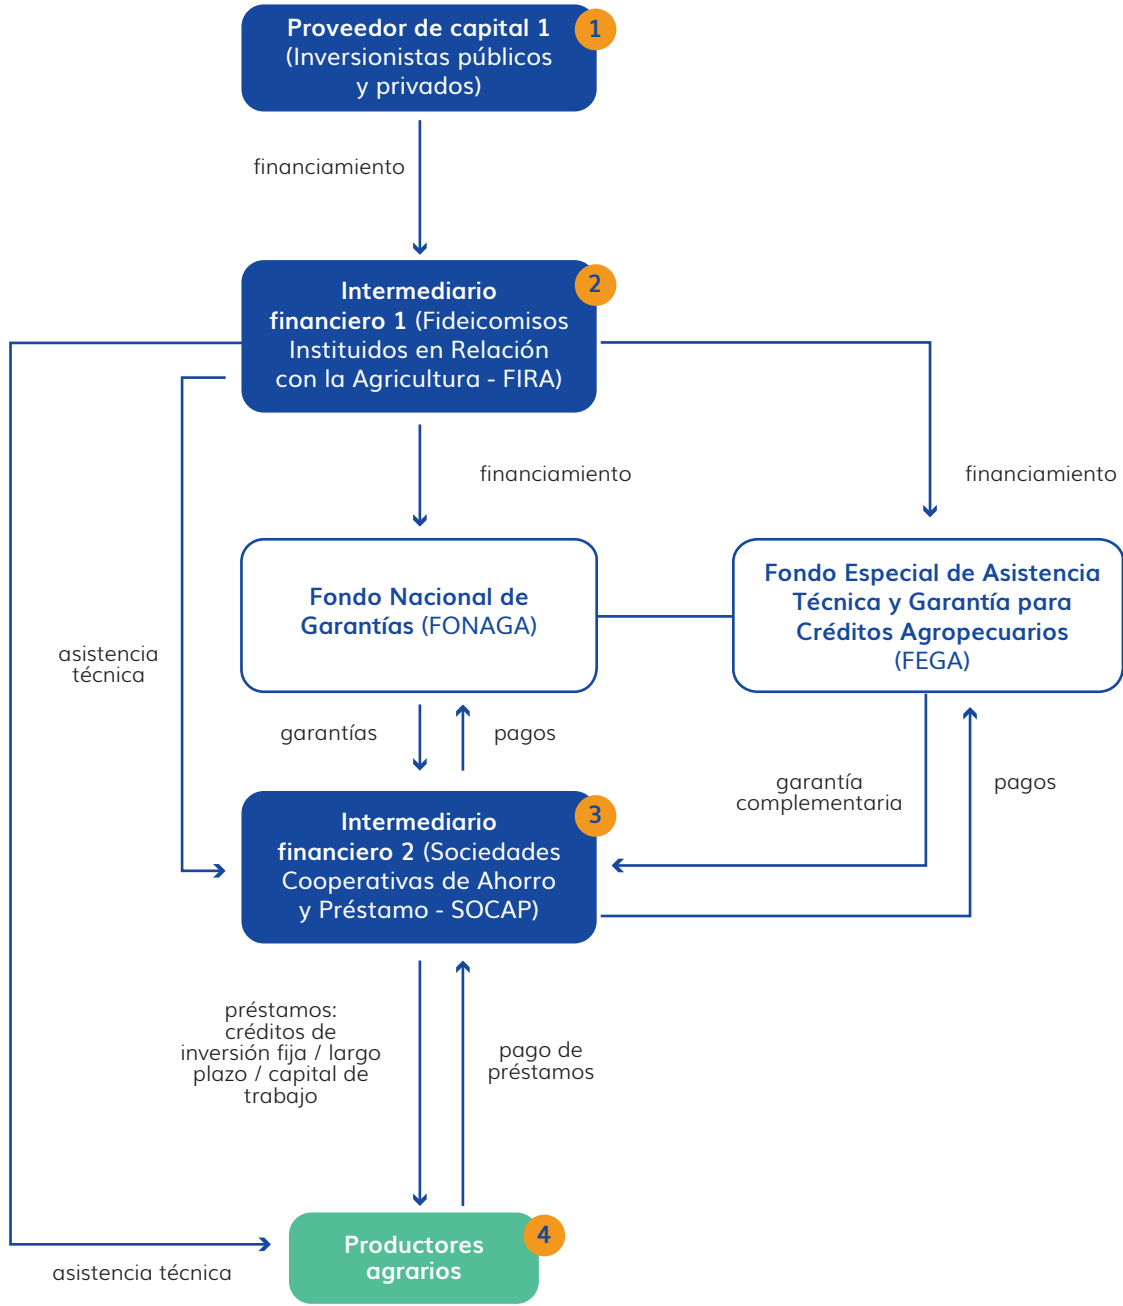 Proveedor de capital 1
(Inversionistas públicos
y privados)
1
financiamiento
Intermediario
financiero 1 (Fideicomisos
Instituidos en Relación
con la Agricultura - FIRA)
2
financiamiento
financiamiento
Fondo Nacional de
Garantías (FONAGA)
Fondo Especial de Asistencia
Técnica y Garantía para
Créditos Agropecuarios
(FEGA)
asistencia
técnica
garantías
pagos
garantía
complementaria
pagos
Intermediario
financiero 2 (Sociedades
Cooperativas de Ahorro
y Préstamo - SOCAP)
3
préstamos:
créditos de
inversión fija / largo
plazo / capital de
trabajo
pago de
préstamos
Productores
agrarios
4
asistencia técnica